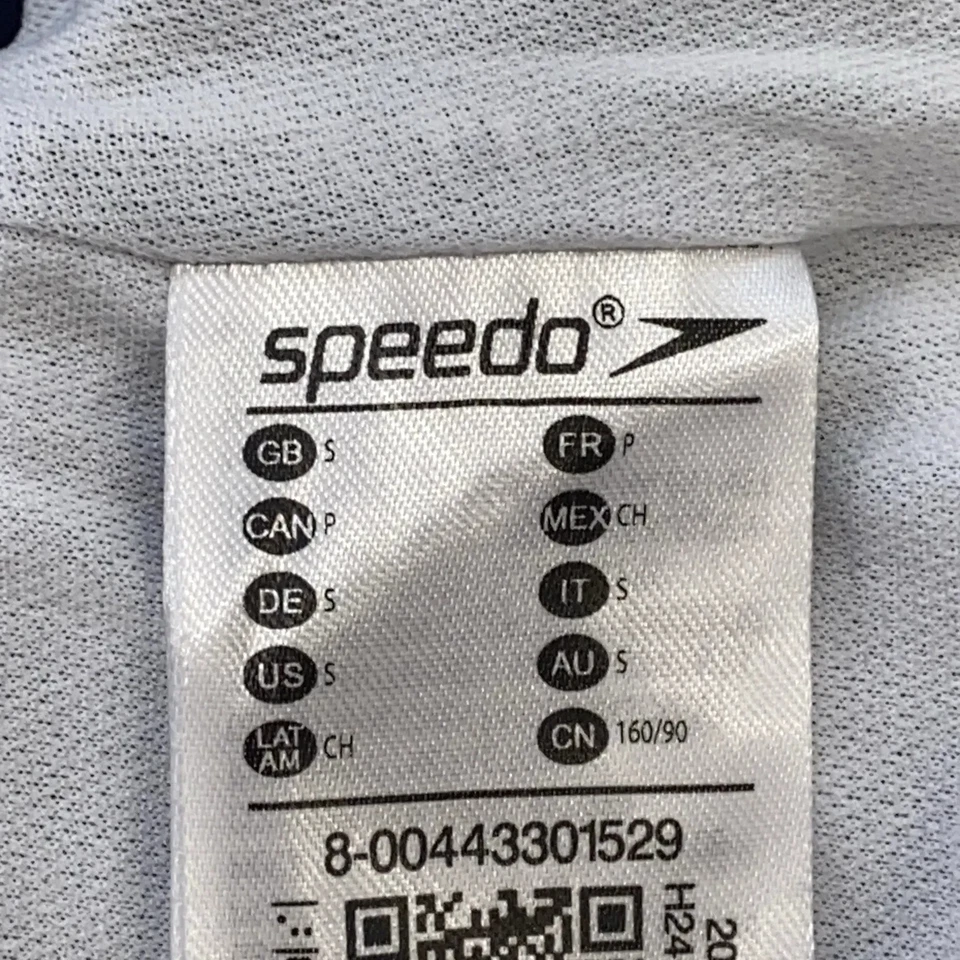 speedo®
GB S FR P
CAN P MEX CH
DE S IT S
US S AU S
LAT AM CH CN 160/90
8-00443301529
H24
20